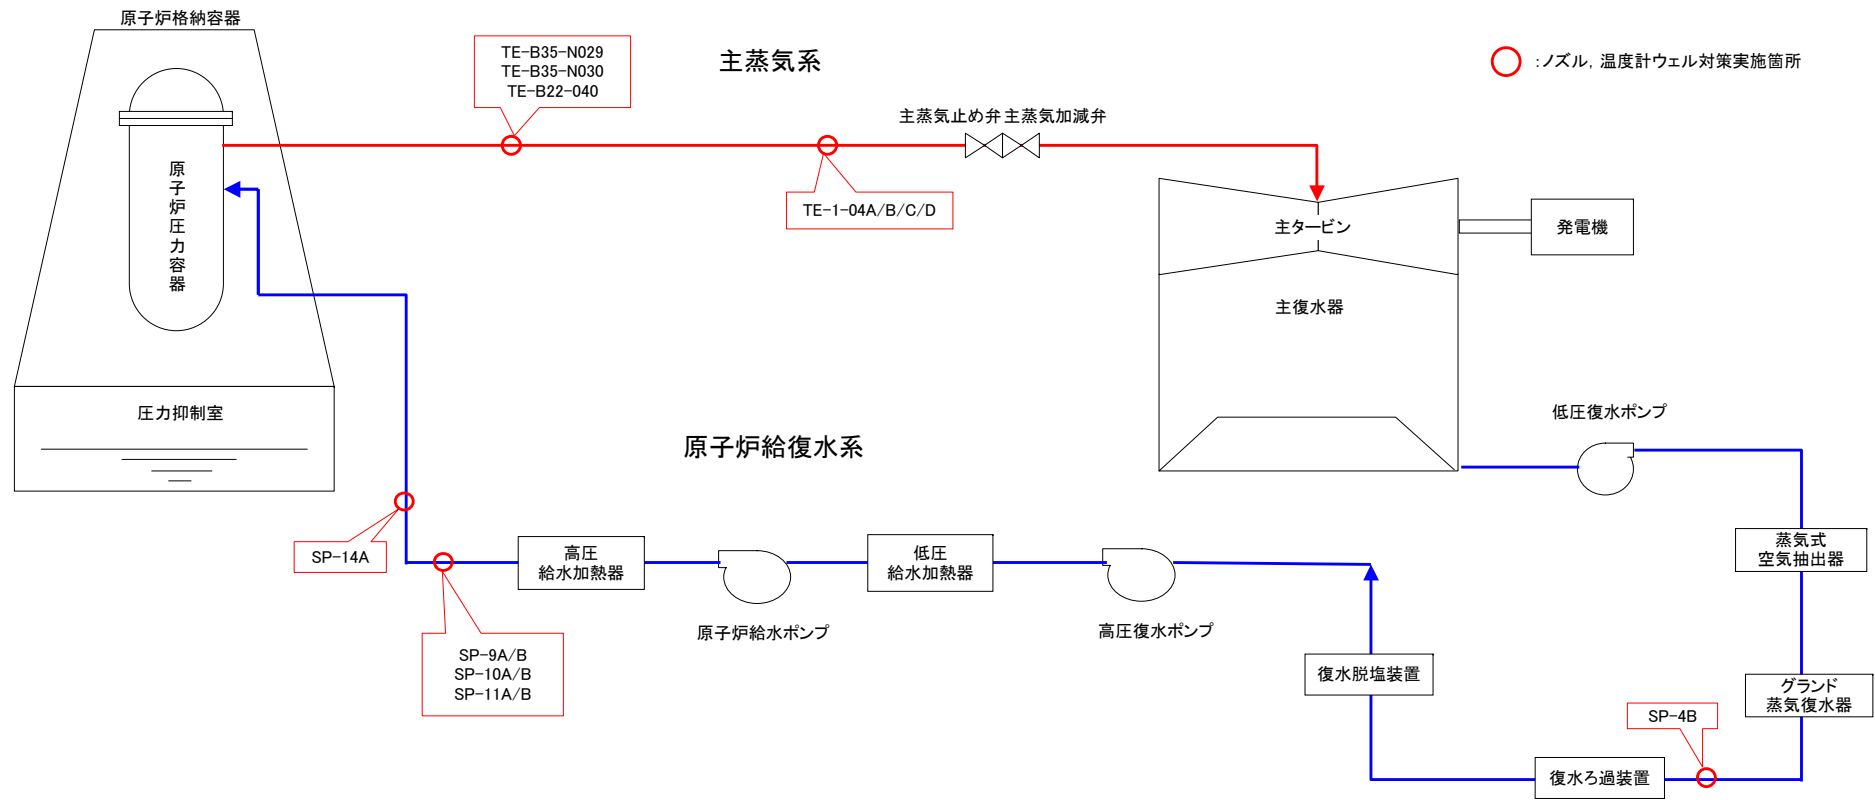 原子炉格納容器
TE-B35-N029
TE-B35-N030
TE-B22-040
主蒸気系
:ノズル, 温度計ウェル対策実施箇所
主蒸気止め弁 主蒸気加減弁
原子炉圧力容器
TE-1-04A/B/C/D
主タービン
発電機
主復水器
圧力抑制室
低圧復水ポンプ
原子炉給復水系
SP-14A
高圧
給水加熱器
低圧
給水加熱器
蒸気式
空気抽出器
原子炉給水ポンプ
高圧復水ポンプ
SP-9A/B
SP-10A/B
SP-11A/B
復水脱塩装置
グランド
蒸気復水器
SP-4B
復水ろ過装置